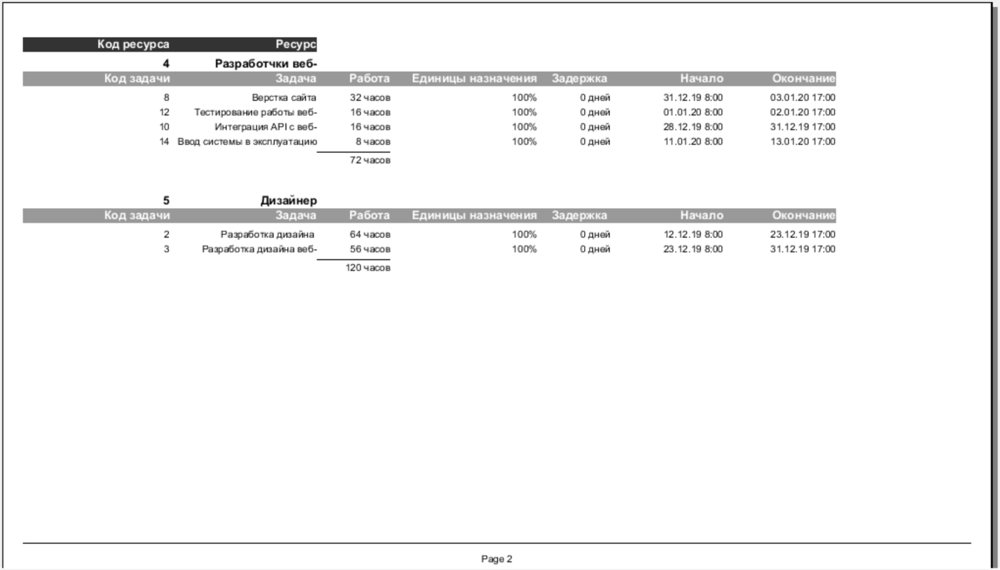 Код ресурса Ресурс
4 Разработчки веб-
Код задачи Задача Работа Единицы назначения Задержка Начало Окончание
8 Верстка сайта 32 часов 100% 0 дней 31.12.19 8:00 03.01.20 17:00
12 Тестирование работы веб- 16 часов 100% 0 дней 01.01.20 8:00 02.01.20 17:00
10 Интеграция API с веб- 16 часов 100% 0 дней 28.12.19 8:00 31.12.19 17:00
14 Ввод системы в эксплуатацию 8 часов 100% 0 дней 11.01.20 8:00 13.01.20 17:00
72 часов
5 Дизайнер
Код задачи Задача Работа Единицы назначения Задержка Начало Окончание
2 Разработка дизайна 64 часов 100% 0 дней 12.12.19 8:00 23.12.19 17:00
3 Разработка дизайна веб- 56 часов 100% 0 дней 23.12.19 8:00 31.12.19 17:00
120 часов
Page 2